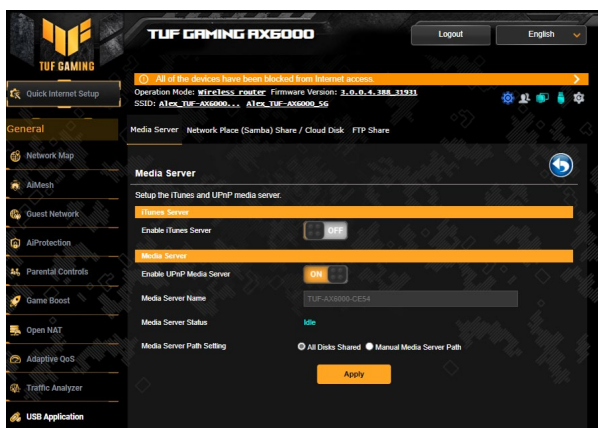 TUF GAMING AX6000
Logout
English
TUF GAMING
All of the devices have been blocked from Internet access.
Quick Internet Setup
Operation Mode: Wireless router Firmware Version: 3.0.0.4.388_31931
SSID: Alex_TUF-AX6000... Alex_TUF-AX6000_5G
General
Media Server Network Place (Samba) Share / Cloud Disk FTP Share
Network Map
AiMesh
Guest Network
AiProtection
Parental Controls
Game Boost
Open NAT
Adaptive QoS
Traffic Analyzer
USB Application
Media Server
Setup the iTunes and UPnP media server.
iTunes Server
Enable iTunes Server OFF
Media Server
Enable UPnP Media Server ON
Media Server Name TUF-AX6000-CE54
Media Server Status Idle
Media Server Path Setting All Disks Shared Manual Media Server Path
Apply